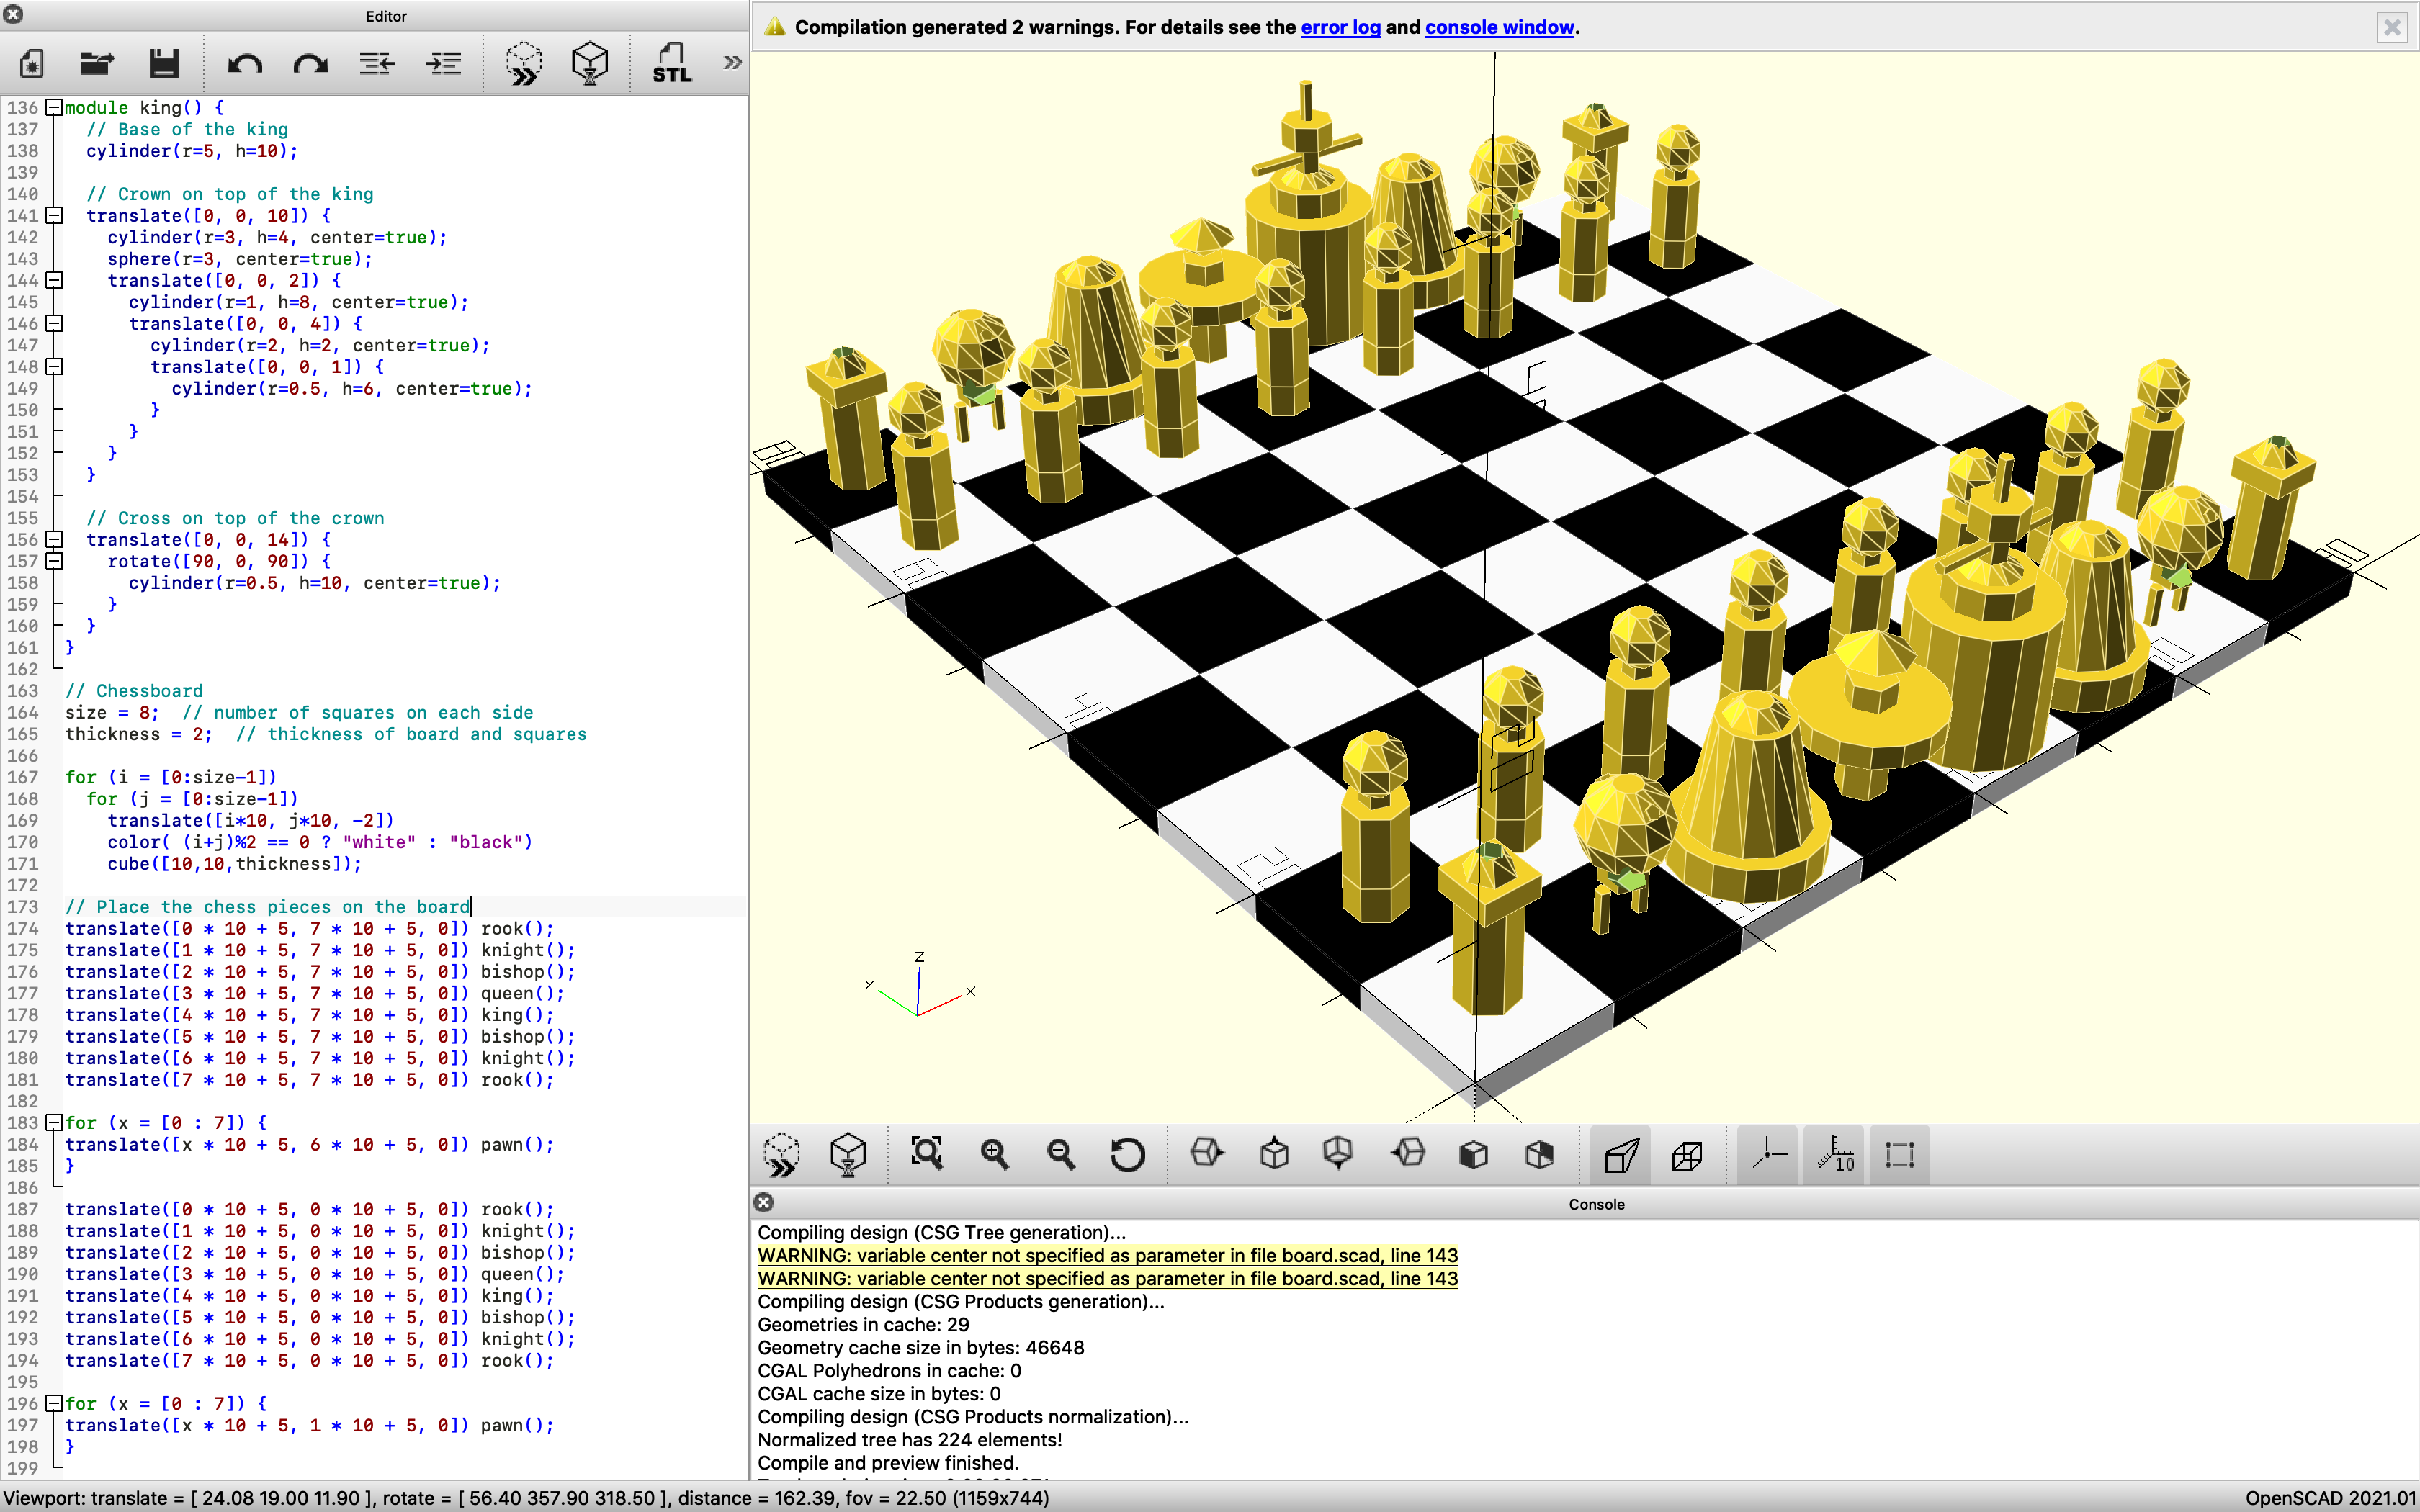 Editor
STL
»
136 module king() {
137 // Base of the king
138 cylinder(r=5, h=10);
139
140 // Crown on top of the king
141 translate([0, 0, 10]) {
142 cylinder(r=3, h=4, center=true);
143 sphere(r=3, center=true);
144 translate([0, 0, 2]) {
145 cylinder(r=1, h=8, center=true);
146 translate([0, 0, 4]) {
147 cylinder(r=2, h=2, center=true);
148 translate([0, 0, 1]) {
149 cylinder(r=0.5, h=6, center=true);
150 }
151 }
152 }
153 }
154
155 // Cross on top of the crown
156 translate([0, 0, 14]) {
157 rotate([90, 0, 90]) {
158 cylinder(r=0.5, h=10, center=true);
159 }
160 }
161 }
162
163 // Chessboard
164 size = 8;  // number of squares on each side
165 thickness = 2;  // thickness of board and squares
166
167 for (i = [0:size-1])
168 for (j = [0:size-1])
169 translate([i*10, j*10, -2])
170 color( (i+j)%2 == 0 ? "white" : "black")
171 cube([10,10,thickness]);
172
173 // Place the chess pieces on the board
174 translate([0 * 10 + 5, 7 * 10 + 5, 0]) rook();
175 translate([1 * 10 + 5, 7 * 10 + 5, 0]) knight();
176 translate([2 * 10 + 5, 7 * 10 + 5, 0]) bishop();
177 translate([3 * 10 + 5, 7 * 10 + 5, 0]) queen();
178 translate([4 * 10 + 5, 7 * 10 + 5, 0]) king();
179 translate([5 * 10 + 5, 7 * 10 + 5, 0]) bishop();
180 translate([6 * 10 + 5, 7 * 10 + 5, 0]) knight();
181 translate([7 * 10 + 5, 7 * 10 + 5, 0]) rook();
182
183 for (x = [0 : 7]) {
184 translate([x * 10 + 5, 6 * 10 + 5, 0]) pawn();
185 }
186
187 translate([0 * 10 + 5, 0 * 10 + 5, 0]) rook();
188 translate([1 * 10 + 5, 0 * 10 + 5, 0]) knight();
189 translate([2 * 10 + 5, 0 * 10 + 5, 0]) bishop();
190 translate([3 * 10 + 5, 0 * 10 + 5, 0]) queen();
191 translate([4 * 10 + 5, 0 * 10 + 5, 0]) king();
192 translate([5 * 10 + 5, 0 * 10 + 5, 0]) bishop();
193 translate([6 * 10 + 5, 0 * 10 + 5, 0]) knight();
194 translate([7 * 10 + 5, 0 * 10 + 5, 0]) rook();
195
196 for (x = [0 : 7]) {
197 translate([x * 10 + 5, 1 * 10 + 5, 0]) pawn();
198 }
199
Compilation generated 2 warnings. For details see the error log and console window.
Z
Y
X
10
Console
Compiling design (CSG Tree generation)...
WARNING: variable center not specified as parameter in file board.scad, line 143
WARNING: variable center not specified as parameter in file board.scad, line 143
Compiling design (CSG Products generation)...
Geometries in cache: 29
Geometry cache size in bytes: 46648
CGAL Polyhedrons in cache: 0
CGAL cache size in bytes: 0
Compiling design (CSG Products normalization)...
Normalized tree has 224 elements!
Compile and preview finished.
Viewport: translate = [ 24.08 19.00 11.90 ], rotate = [ 56.40 357.90 318.50 ], distance = 162.39, fov = 22.50 (1159x744)
OpenSCAD 2021.01